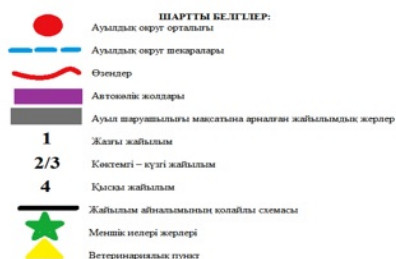 ШАРТТЫ БЕЛГІЛЕР:
Ауылдық округ орталығы
Ауылдық округ шекаралары
Өзендер
Автокөлік жолдары
Ауыл шаруашылығы мақсатына арналған жайылымдық жерлер
1 Жазғы жайылым
2/3 Көктемгі – күзгі жайылым
4 Қысқы жайылым
Жайылым айналымының қолайлы схемасы
Меншік иелері жерлері
Ветеринариялық пункт